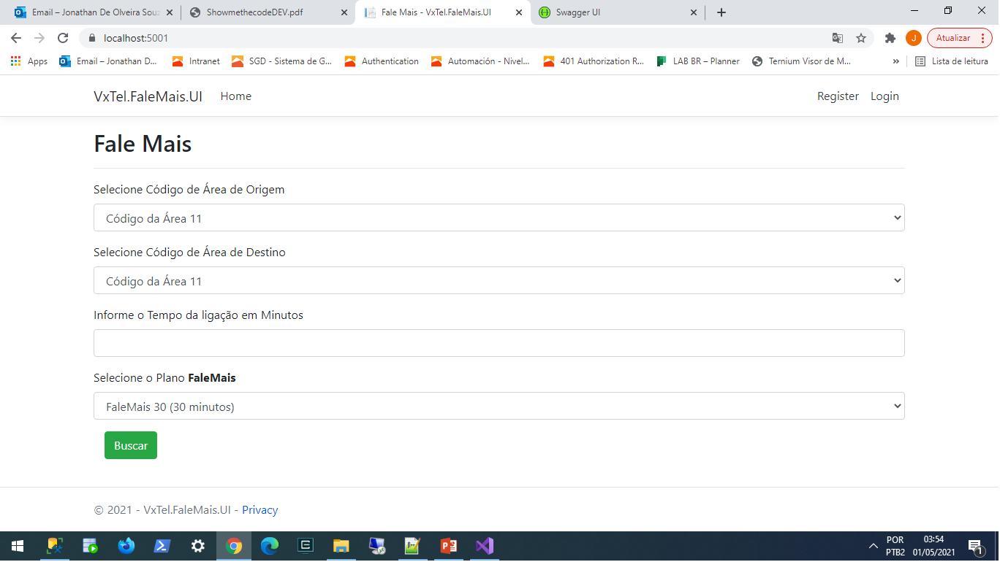 Email – Jonathan De Olveira Souz
ShowmethecodeDEV.pdf
Fale Mais - VxTel.FaleMais.UI
Swagger UI
localhost:5001
J
Atualizar
Apps
Email – Jonathan D...
Intranet
SGD - Sistema de G...
Authentication
Automación - Nivel...
401 Authorization R...
LAB BR – Planner
Ternium Visor de M...
»
Lista de leitura
VxTel.FaleMais.UI
Home
Register
Login
Fale Mais
Selecione Código de Área de Origem
Código da Área 11
Selecione Código de Área de Destino
Código da Área 11
Informe o Tempo da ligação em Minutos
Selecione o Plano FaleMais
FaleMais 30 (30 minutos)
Buscar
© 2021 - VxTel.FaleMais.UI - Privacy
POR
PTB2
03:54
01/05/2021
1